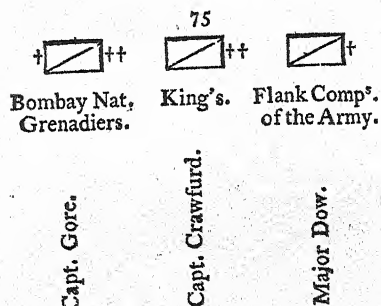 75
Bombay Nat. King's. Flank Comps.
Grenadiers. of the Army.
Capt. Gore.
Capt. Crawfurd.
Major Dow.